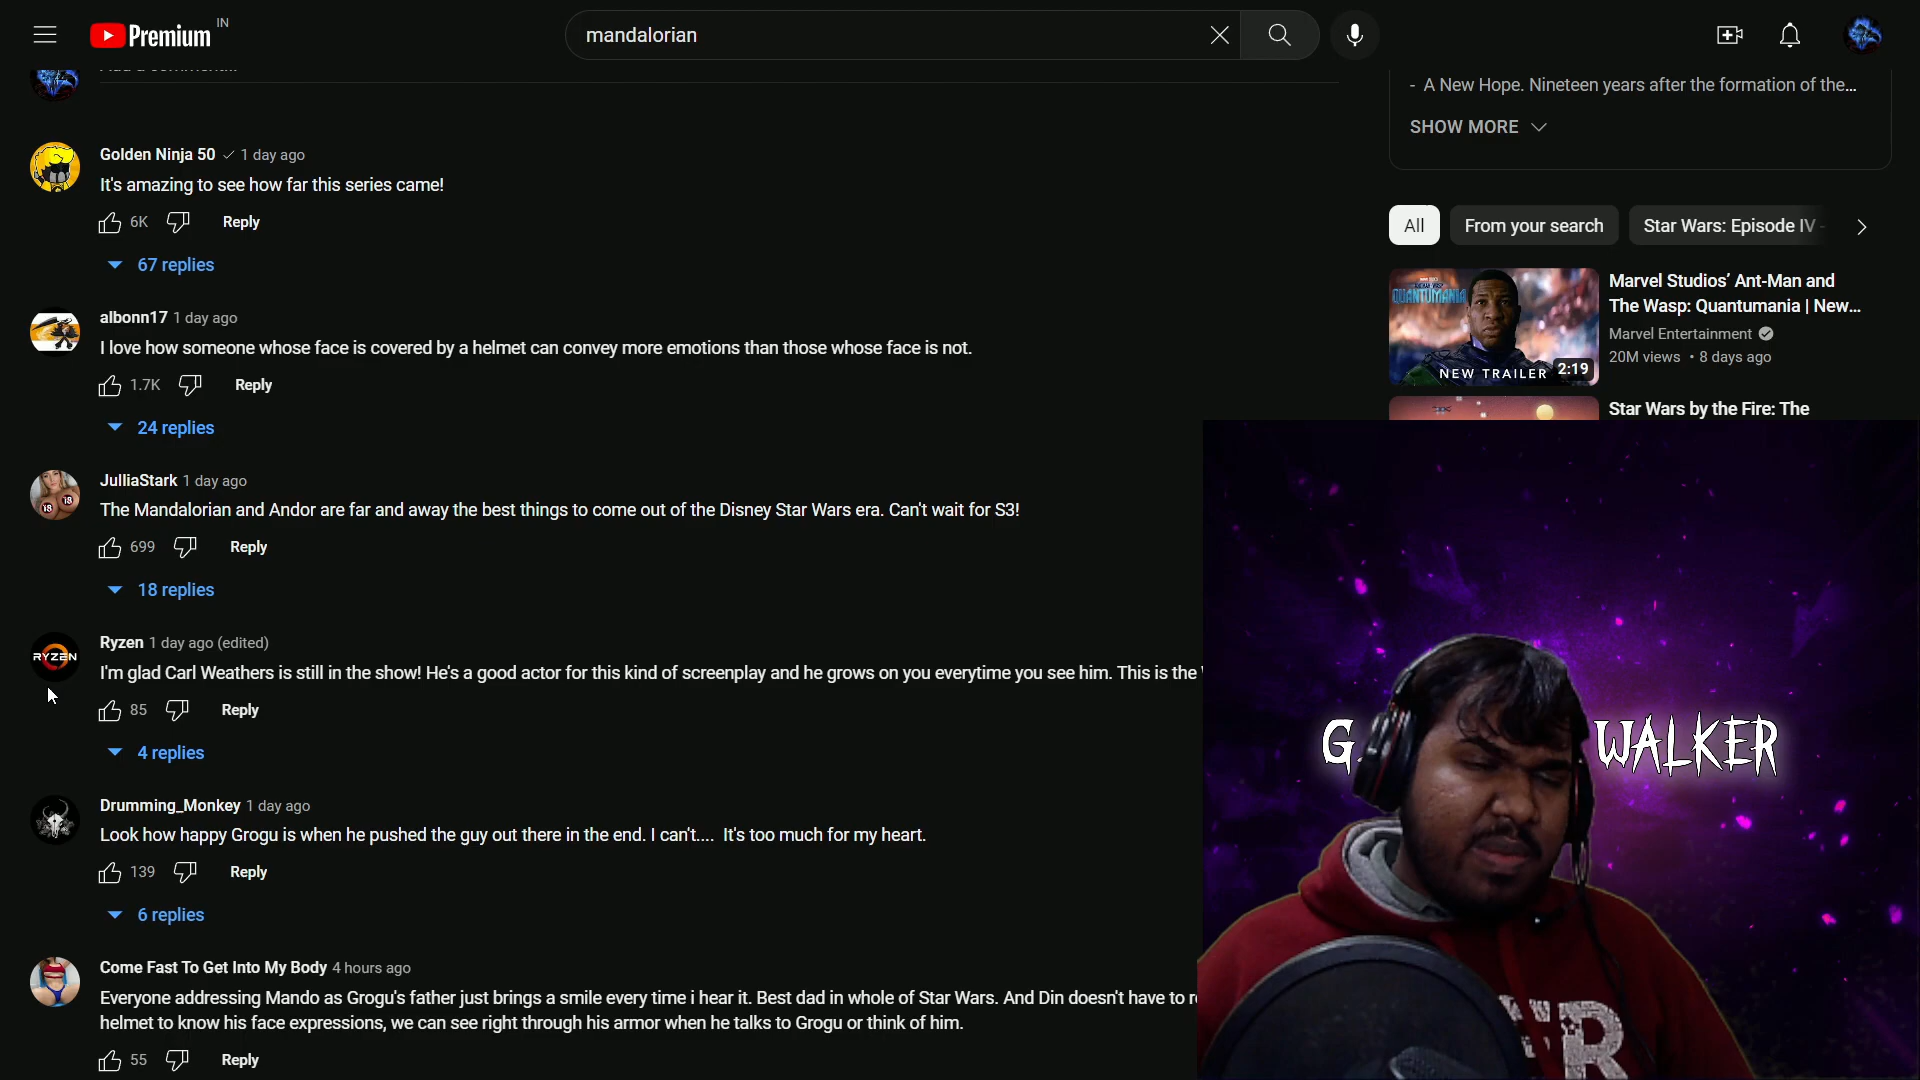 Premium IN
mandalorian
- A New Hope. Nineteen years after the formation of the...
SHOW MORE
Golden Ninja 50 1 day ago
It's amazing to see how far this series came!
6K Reply
67 replies
albonn17 1 day ago
I love how someone whose face is covered by a helmet can convey more emotions than those whose face is not.
1.7K Reply
24 replies
18 18
JulliaStark 1 day ago
The Mandalorian and Andor are far and away the best things to come out of the Disney Star Wars era. Can't wait for S3!
699 Reply
18 replies
RYZEN
Ryzen 1 day ago (edited)
I'm glad Carl Weathers is still in the show! He's a good actor for this kind of screenplay and he grows on you everytime you see him. This is the
85 Reply
4 replies
Drumming_Monkey 1 day ago
Look how happy Grogu is when he pushed the guy out there in the end. I can't.... It's too much for my heart.
139 Reply
6 replies
Come Fast To Get Into My Body 4 hours ago
Everyone addressing Mando as Grogu's father just brings a smile every time i hear it. Best dad in whole of Star Wars. And Din doesn't have to
helmet to know his face expressions, we can see right through his armor when he talks to Grogu or think of him.
55 Reply
All From your search Star Wars: Episode IV -
QUANTUMANIA
NEW TRAILER 2:19
Marvel Studios' Ant-Man and
The Wasp: Quantumania | New...
Marvel Entertainment
20M views • 8 days ago
Star Wars by the Fire: The
G WALKER